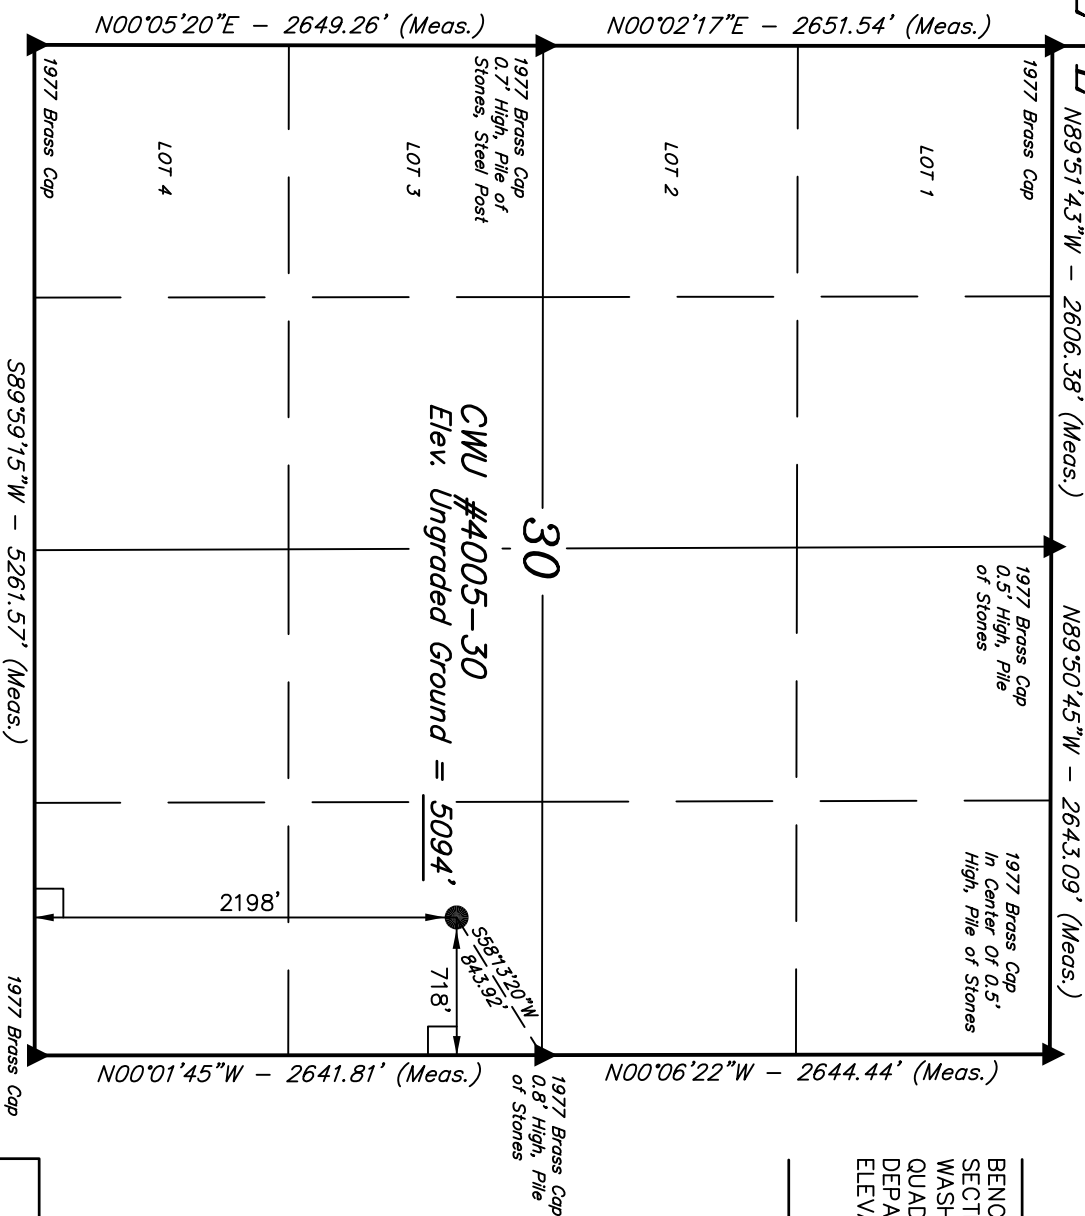 N89°51'43"W – 2606.38' (Meas.)
N89°50'45"W – 2643.09' (Meas.)
1977 Brass Cap
1977 Brass Cap
0.5' High, Pile
of Stones
1977 Brass Cap
In Center Of 0.5'
High, Pile of Stones
BENC
SECT
WASH
QUAD
DEPA
ELEVA
LOT 1
N00°02'17"E – 2651.54' (Meas.)
N00°06'22"W – 2644.44' (Meas.)
LOT 2
1977 Brass Cap
0.7' High, Pile of
Stones, Steel Post
30
1977 Brass Cap
0.8' High, Pile
of Stones
CWU #4005–30
Elev. Ungraded Ground = 5094'
S58°13'20"W
843.92'
718'
LOT 3
N00°05'20"E – 2649.26' (Meas.)
2198'
N00°01'45"W – 2641.81' (Meas.)
LOT 4
1977 Brass Cap
S89°59'15"W – 5261.57' (Meas.)
1977 Brass Cap